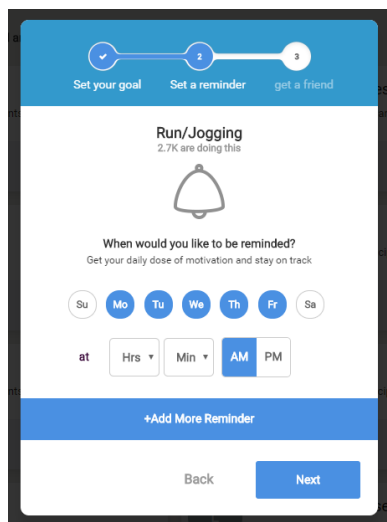 2 3
Set your goal Set a reminder get a friend
Run/Jogging
2.7K are doing this
When would you like to be reminded?
Get your daily dose of motivation and stay on track
Su Mo Tu We Th Fr Sa
at Hrs Min AM PM
+Add More Reminder
Back Next